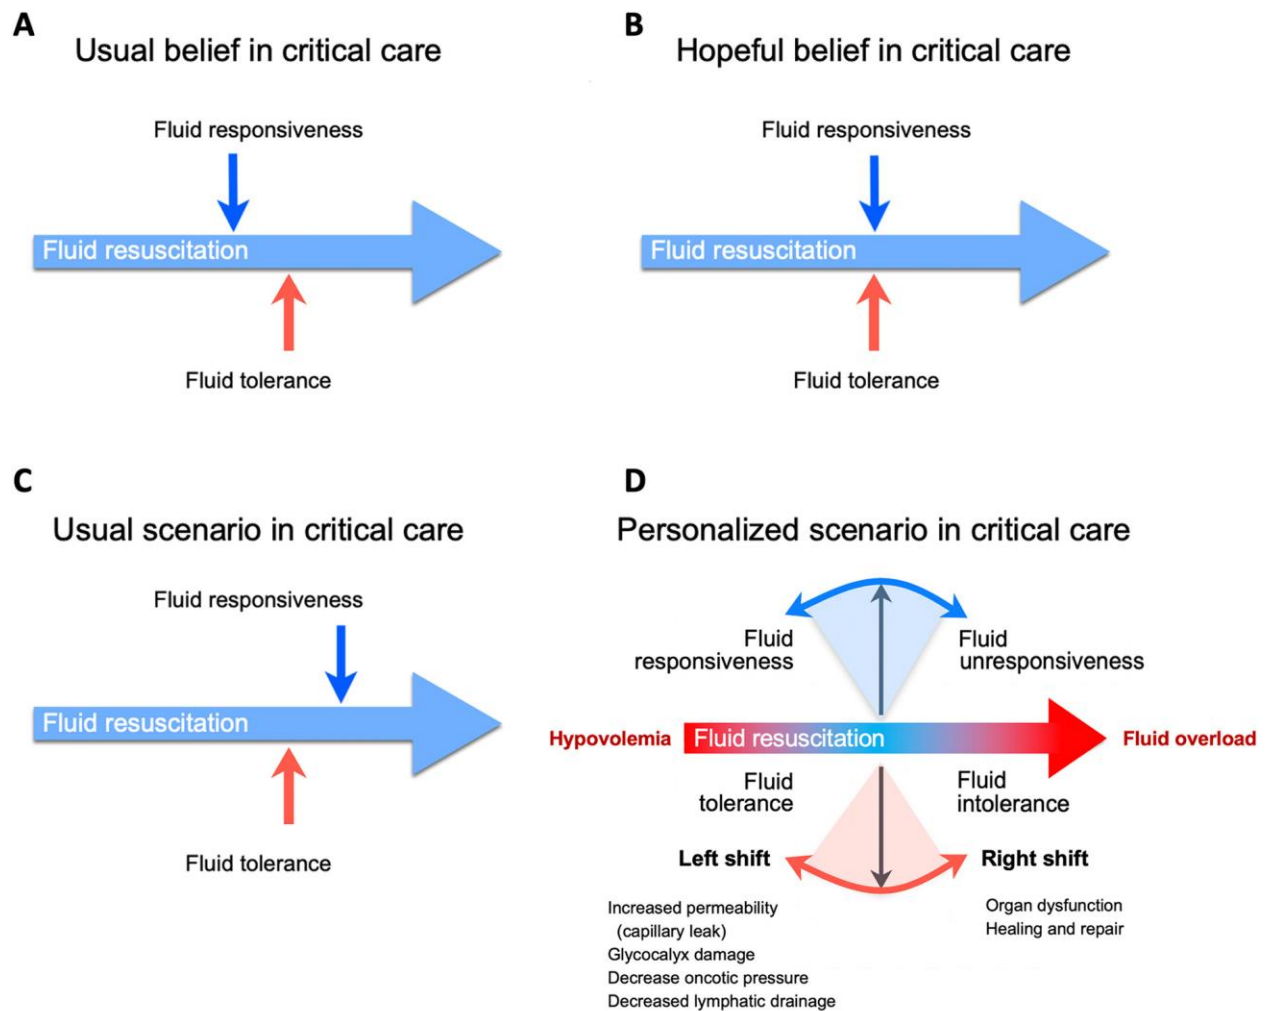 A
Usual belief in critical care
Fluid responsiveness
Fluid resuscitation
Fluid tolerance
B
Hopeful belief in critical care
Fluid responsiveness
Fluid resuscitation
Fluid tolerance
C
Usual scenario in critical care
Fluid responsiveness
Fluid resuscitation
Fluid tolerance
D
Personalized scenario in critical care
Fluid
responsiveness
Fluid
unresponsiveness
Hypovolemia
Fluid resuscitation
Fluid overload
Fluid
tolerance
Fluid
intolerance
Left shift
Right shift
Increased permeability
(capillary leak)
Glycocalyx damage
Decrease oncotic pressure
Decreased lymphatic drainage
Organ dysfunction
Healing and repair